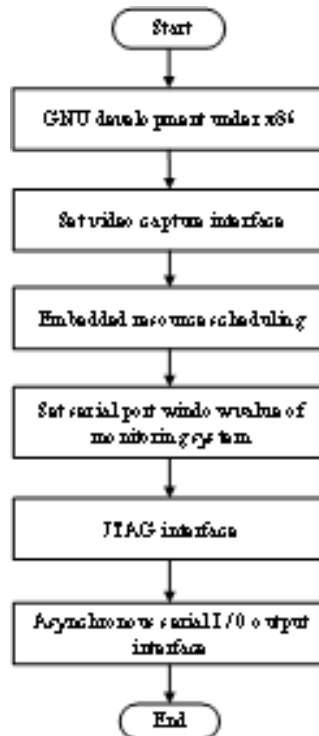 Start
GNU development under x86
Set video capture interface
Embedded resource scheduling
Set serial port window value of
monitoring system
JTAG interface
Asynchronous serial I/O output
interface
End